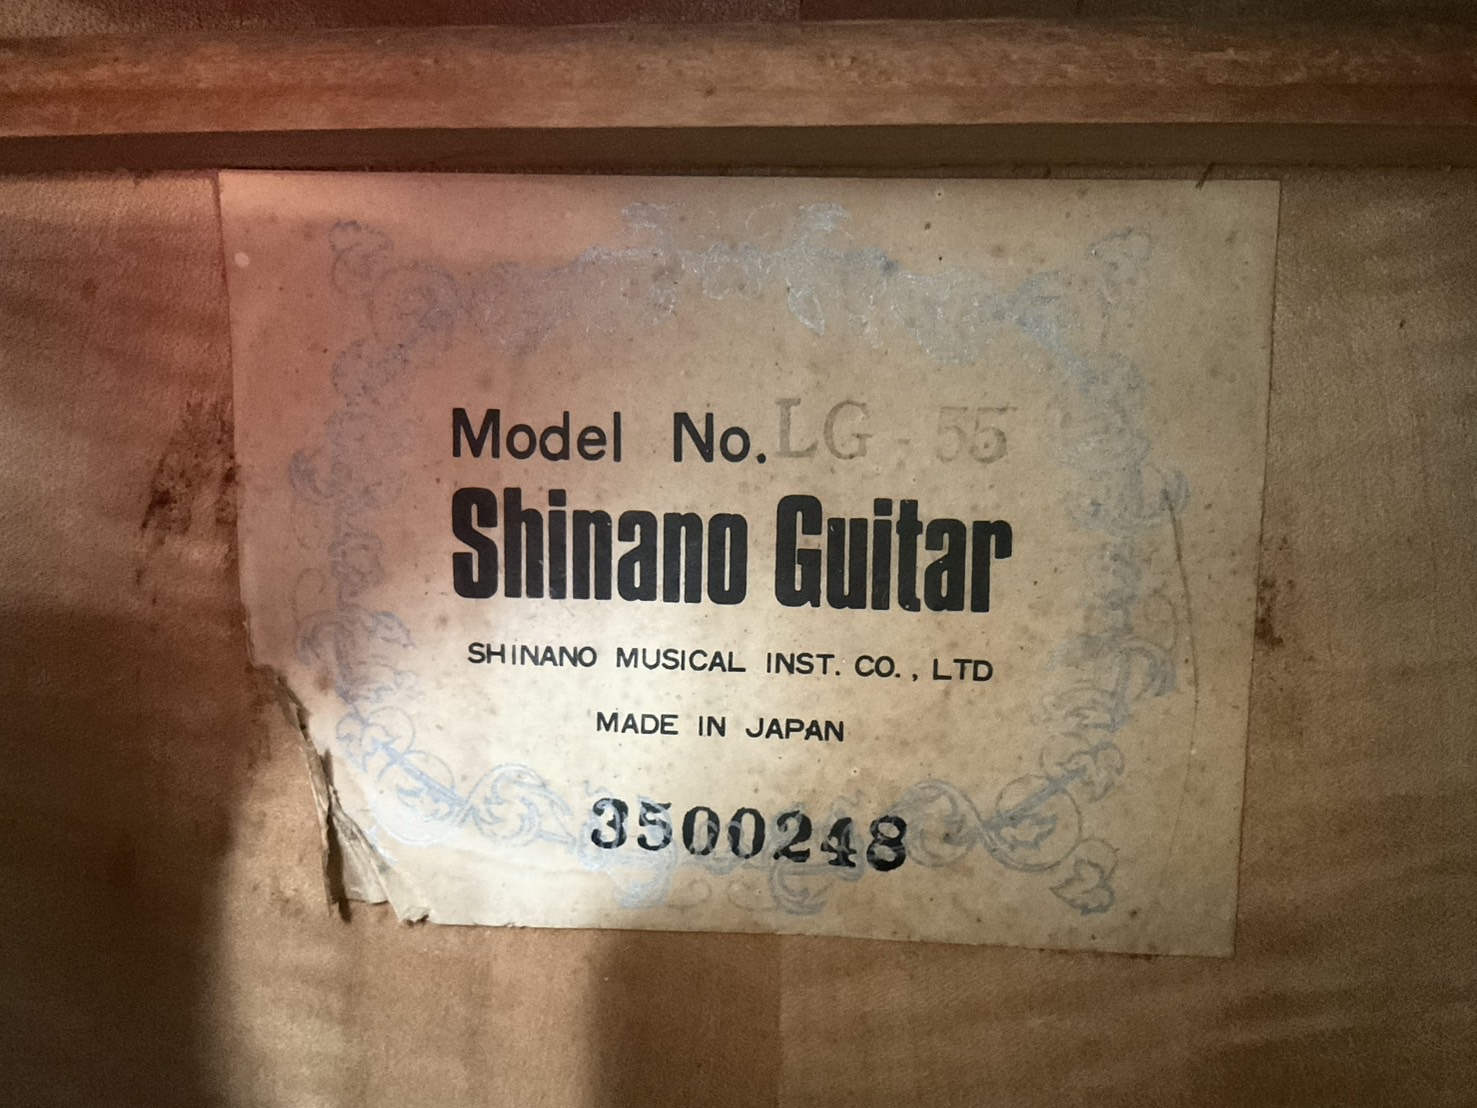 Model No. LG-55
Shinano Guitar
SHINANO MUSICAL INST. CO., LTD
MADE IN JAPAN
3500248